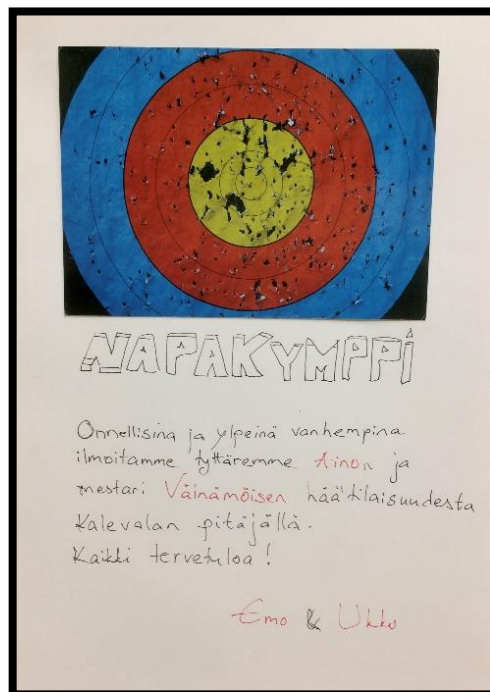 NAPAKYMPPI
Onnellisina ja ylpeinä vanhempina
ilmoitamme tyttäremme Ainon ja
mestari Väinämöisen häätilaisuudesta
Kalevalan pitäjällä.
Kaikki tervetuloa!
Emo & Ukko